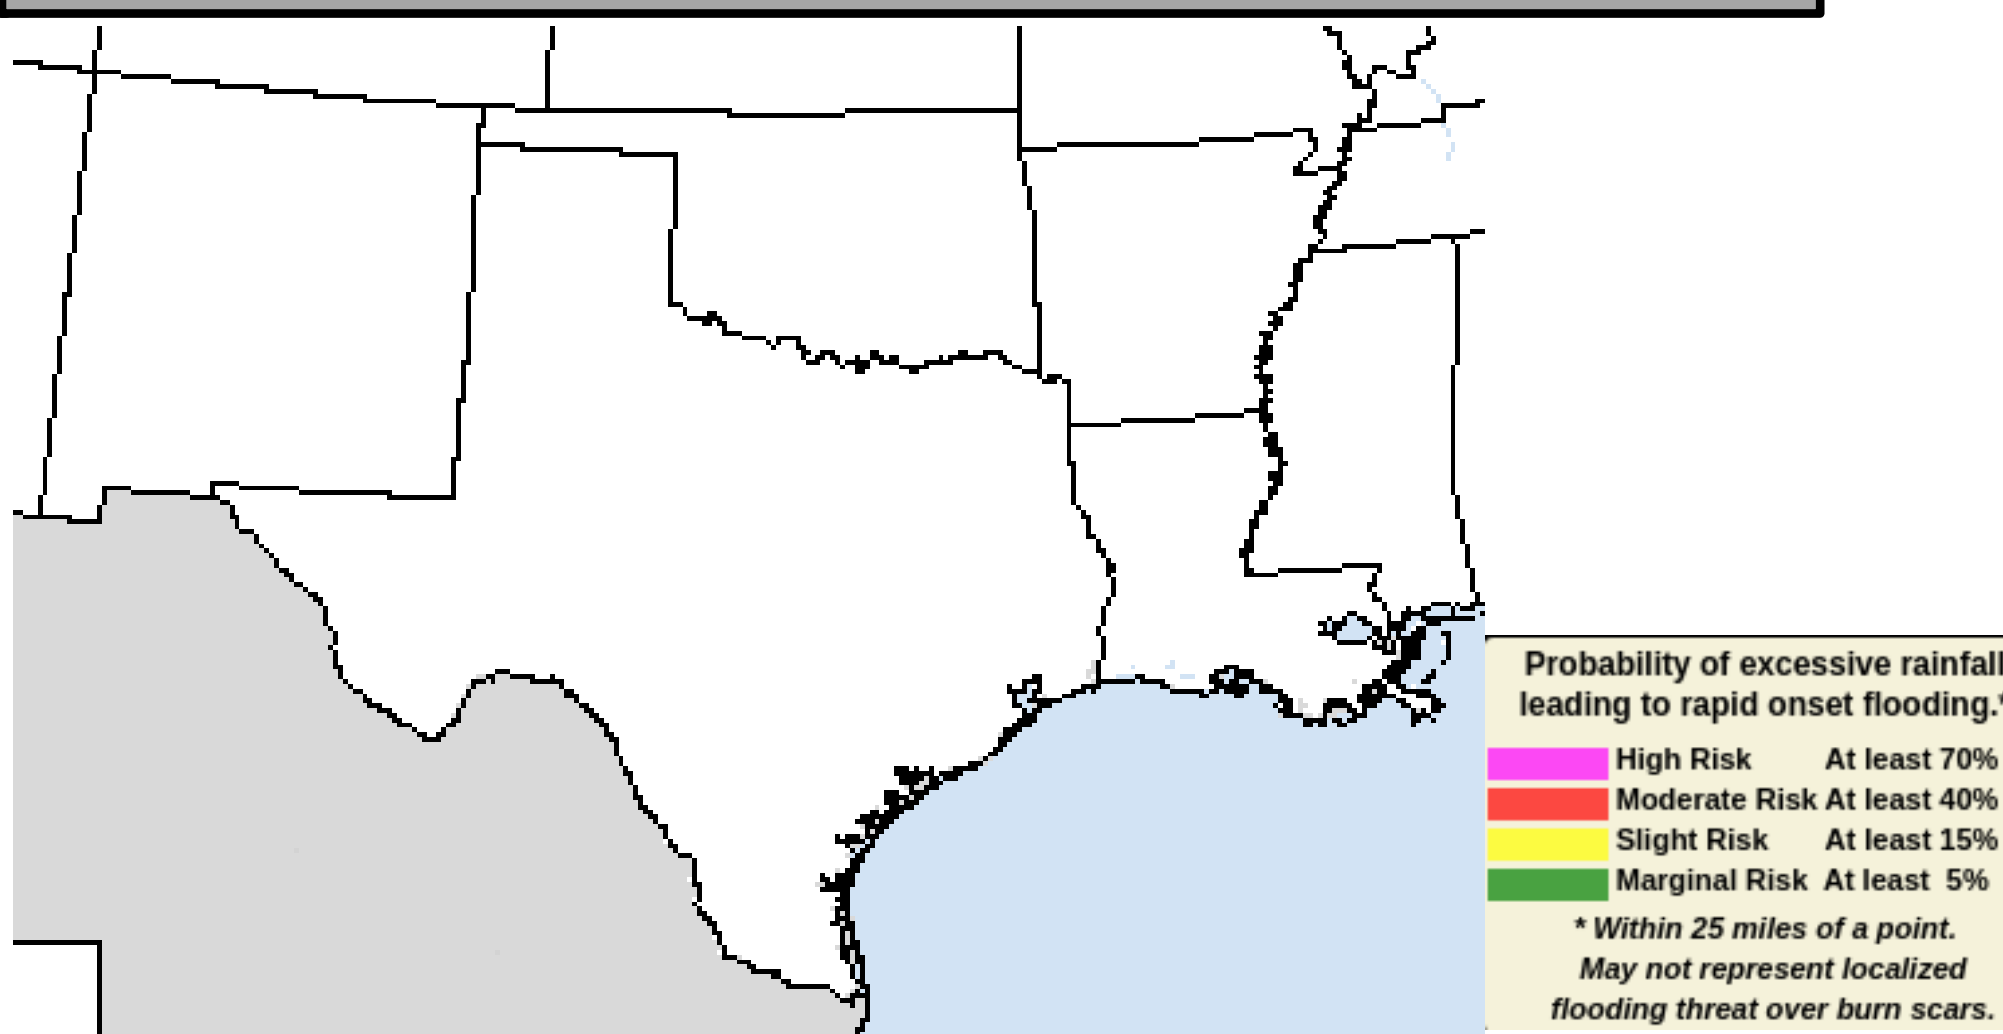 Probability of excessive rainfall
leading to rapid onset flooding.*
High Risk At least 70%
Moderate Risk At least 40%
Slight Risk At least 15%
Marginal Risk At least 5%
* Within 25 miles of a point.
May not represent localized
flooding threat over burn scars.